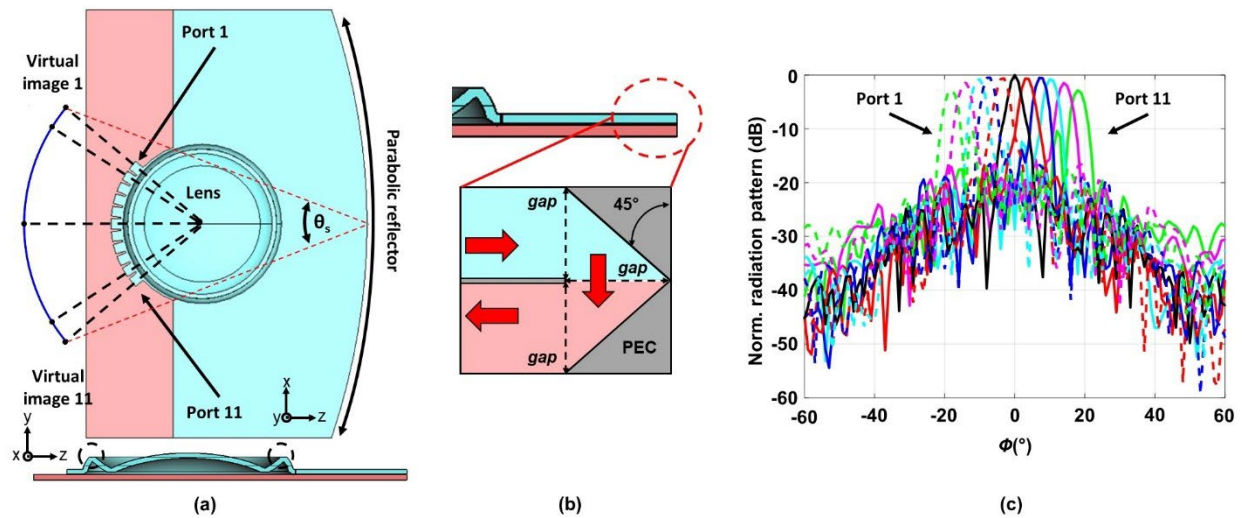 Port 1
Virtual
image 1
Lens
θs
Parabolic reflector
Virtual
image 11
Port 11
x
y
z
y
x
z
(a)
gap
45°
gap
gap
PEC
(b)
Norm. radiation pattern (dB)
0
-10
-20
-30
-40
-50
-60
Port 1
Port 11
-60
-40
-20
0
20
40
60
Φ(°)
(c)